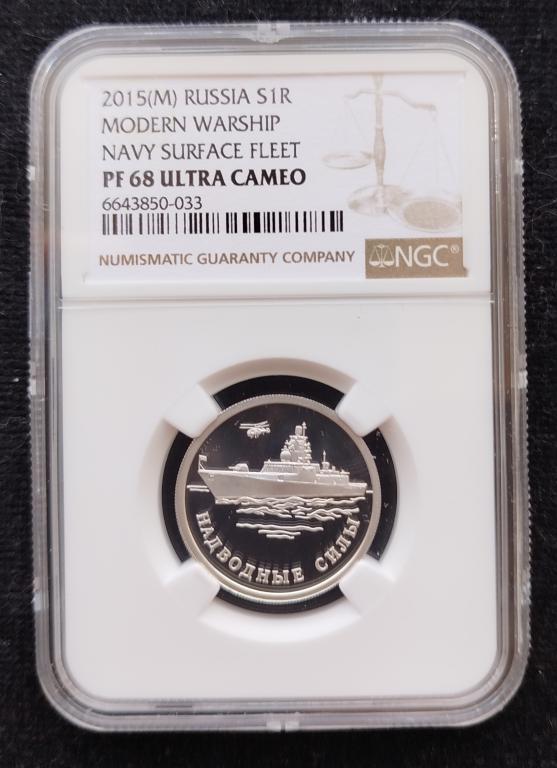 2015(M) RUSSIA S1R
MODERN WARSHIP
NAVY SURFACE FLEET
PF 68 ULTRA CAMEO
6643850-033
NUMISMATIC GUARANTY COMPANY
NGC®
НАДВОДНЫЕ СИЛЫ